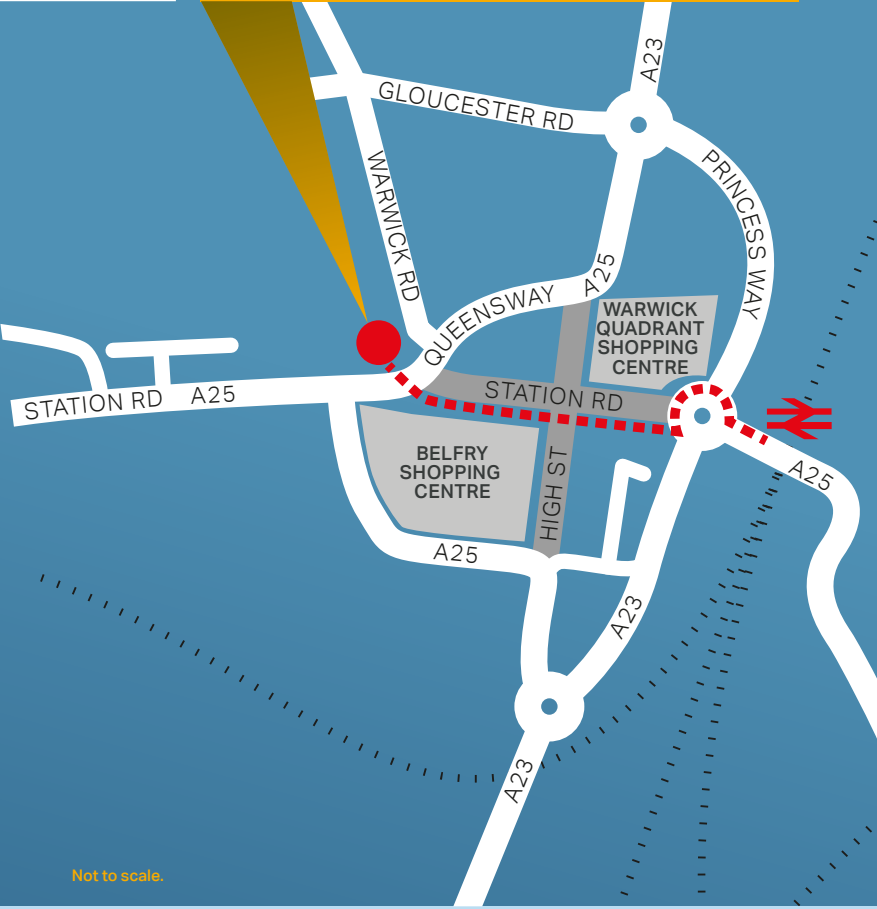 A23
GLOUCESTER RD
PRINCESS WAY
WARWICK RD
A25
QUEENSWAY
WARWICK
QUADRANT
SHOPPING
CENTRE
STATION RD
A25
STATION RD
BELFRY
SHOPPING
CENTRE
HIGH ST
A25
A25
A23
A23
Not to scale.